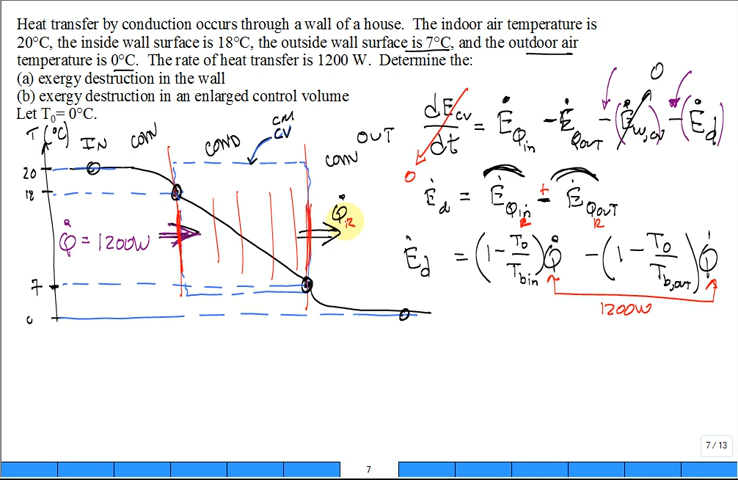 Heat transfer by conduction occurs through a wall of a house. The indoor air temperature is
20°C, the inside wall surface is 18°C, the outside wall surface is 7°C, and the outdoor air
temperature is 0°C. The rate of heat transfer is 1200 W. Determine the:
(a) exergy destruction in the wall
(b) exergy destruction in an enlarged control volume
Let T₀= 0°C.
T (°C) IN CONV COND CM CV CONV OUT
20
18
Q̇ = 1200W
Q̇ 12
7
0
dE_cv/dt = Ė_Qin - Ė_Qout - (Ė_w,cv) - (Ė_d)
0
0
Ė_d = Ė_Qin ± Ė_Qout
12 12
Ė_d = (1 - T₀/T_b,in) Q̇ - (1 - T₀/T_b,out) Q̇
1200W
7 / 13
7